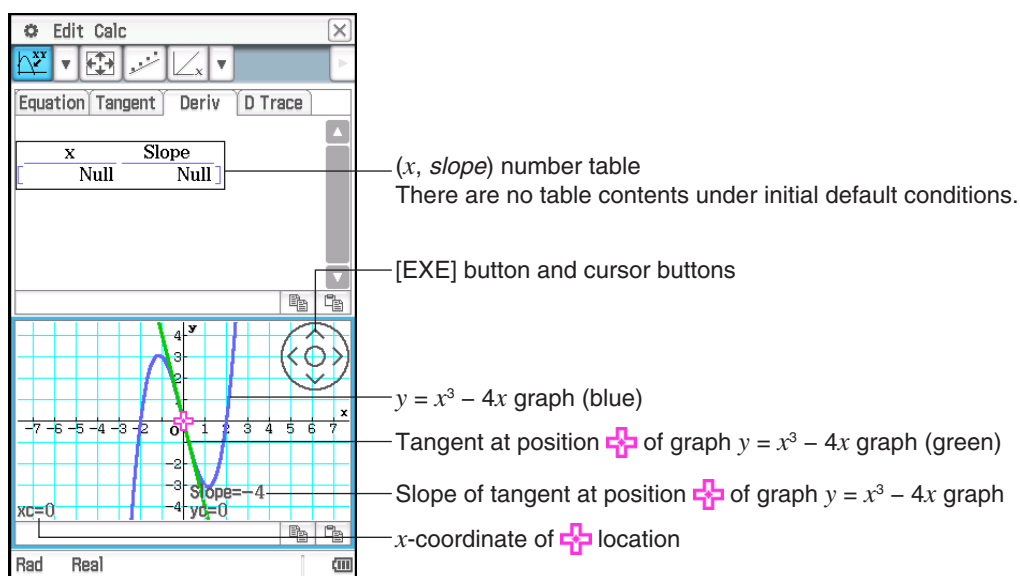 Edit Calc
Equation Tangent Deriv D Trace
x Slope
Null Null
(x, slope) number table
There are no table contents under initial default conditions.
[EXE] button and cursor buttons
y = x³ – 4x graph (blue)
Tangent at position of graph y = x³ – 4x graph (green)
Slope of tangent at position of graph y = x³ – 4x graph
x-coordinate of location
y
4
3
2
x
-7 -6 -5 -4 -3 -2 O 1 2 3 4 5 6 7
-2
-3
Slope=-4
-4
xc=0 yc=0
Rad Real